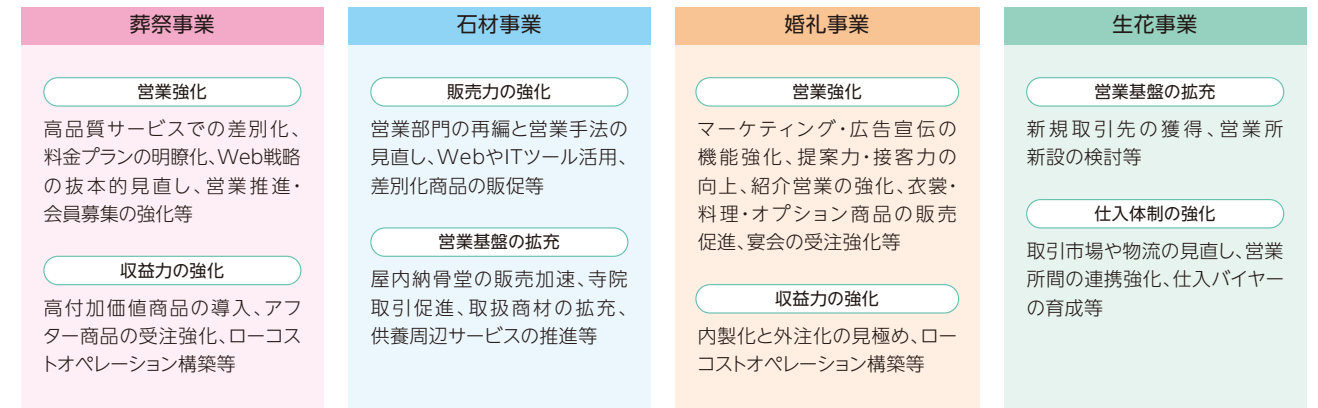 葬祭事業
営業強化
高品質サービスでの差別化、
料金プランの明瞭化、Web戦略
の抜本的見直し、営業推進・
会員募集の強化等
収益力の強化
高付加価値商品の導入、アフ
ター商品の受注強化、ローコス
トオペレーション構築等
石材事業
販売力の強化
営業部門の再編と営業手法の
見直し、WebやITツール活用、
差別化商品の販促等
営業基盤の拡充
屋内納骨堂の販売加速、寺院
取引促進、取扱商材の拡充、
供養周辺サービスの推進等
婚礼事業
営業強化
マーケティング・広告宣伝の
機能強化、提案力・接客力の
向上、紹介営業の強化、衣裳・
料理・オプション商品の販売
促進、宴会の受注強化等
収益力の強化
内製化と外注化の見極め、ロー
コストオペレーション構築等
生花事業
営業基盤の拡充
新規取引先の獲得、営業所
新設の検討等
仕入体制の強化
取引市場や物流の見直し、営業
所間の連携強化、仕入バイヤー
の育成等